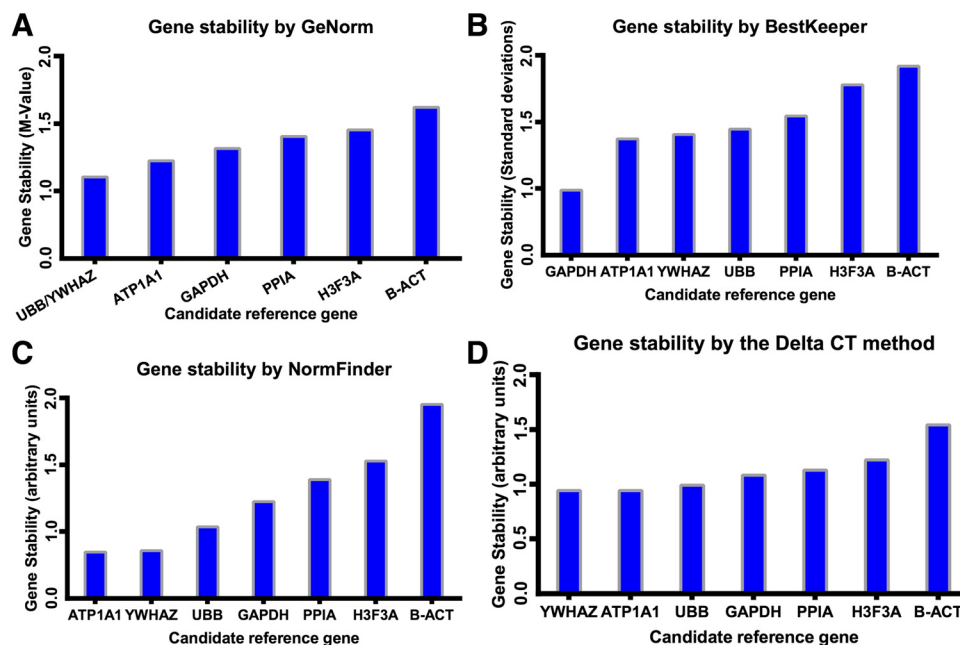 A
Gene stability by GeNorm
Gene Stability (M-Value)
2.0
1.5
1.0
0.0
UBB/YWHAZ
ATP1A1
GAPDH
PPIA
H3F3A
B-ACT
Candidate reference gene
B
Gene stability by BestKeeper
Gene Stability (Standard deviations)
2.0
1.5
1.0
0.0
GAPDH ATP1A1 YWHAZ UBB PPIA H3F3A B-ACT
Candidate reference gene
C
Gene stability by NormFinder
Gene Stability (arbitrary units)
2.0
1.5
1.0
0.0
ATP1A1 YWHAZ UBB GAPDH PPIA H3F3A B-ACT
Candidate reference gene
D
Gene stability by the Delta CT method
Gene Stability (arbitrary units)
2.0
1.5
1.0
0.5
0.0
YWHAZ ATP1A1 UBB GAPDH PPIA H3F3A B-ACT
Candidate reference gene